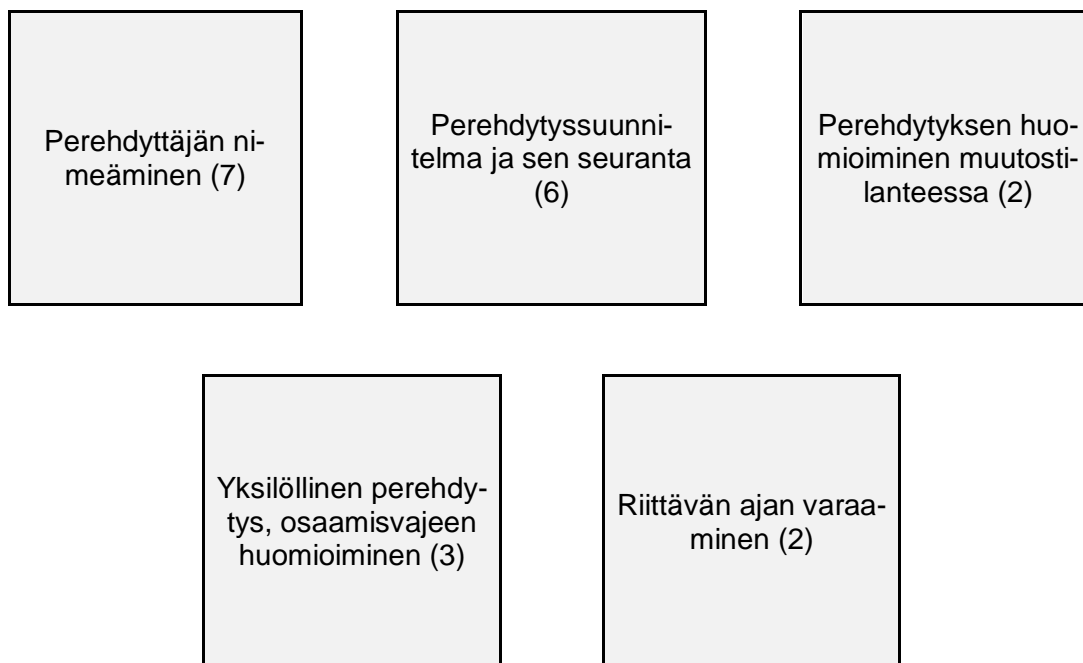 Perehdyttäjän ni-
meäminen (7)
Perehdytyssuunni-
telma ja sen seuranta
(6)
Perehdytyksen huo-
mioiminen muutosti-
lanteessa (2)
Yksilöllinen perehdy-
tys, osaamisvajeen
huomioiminen (3)
Riittävän ajan varaa-
minen (2)